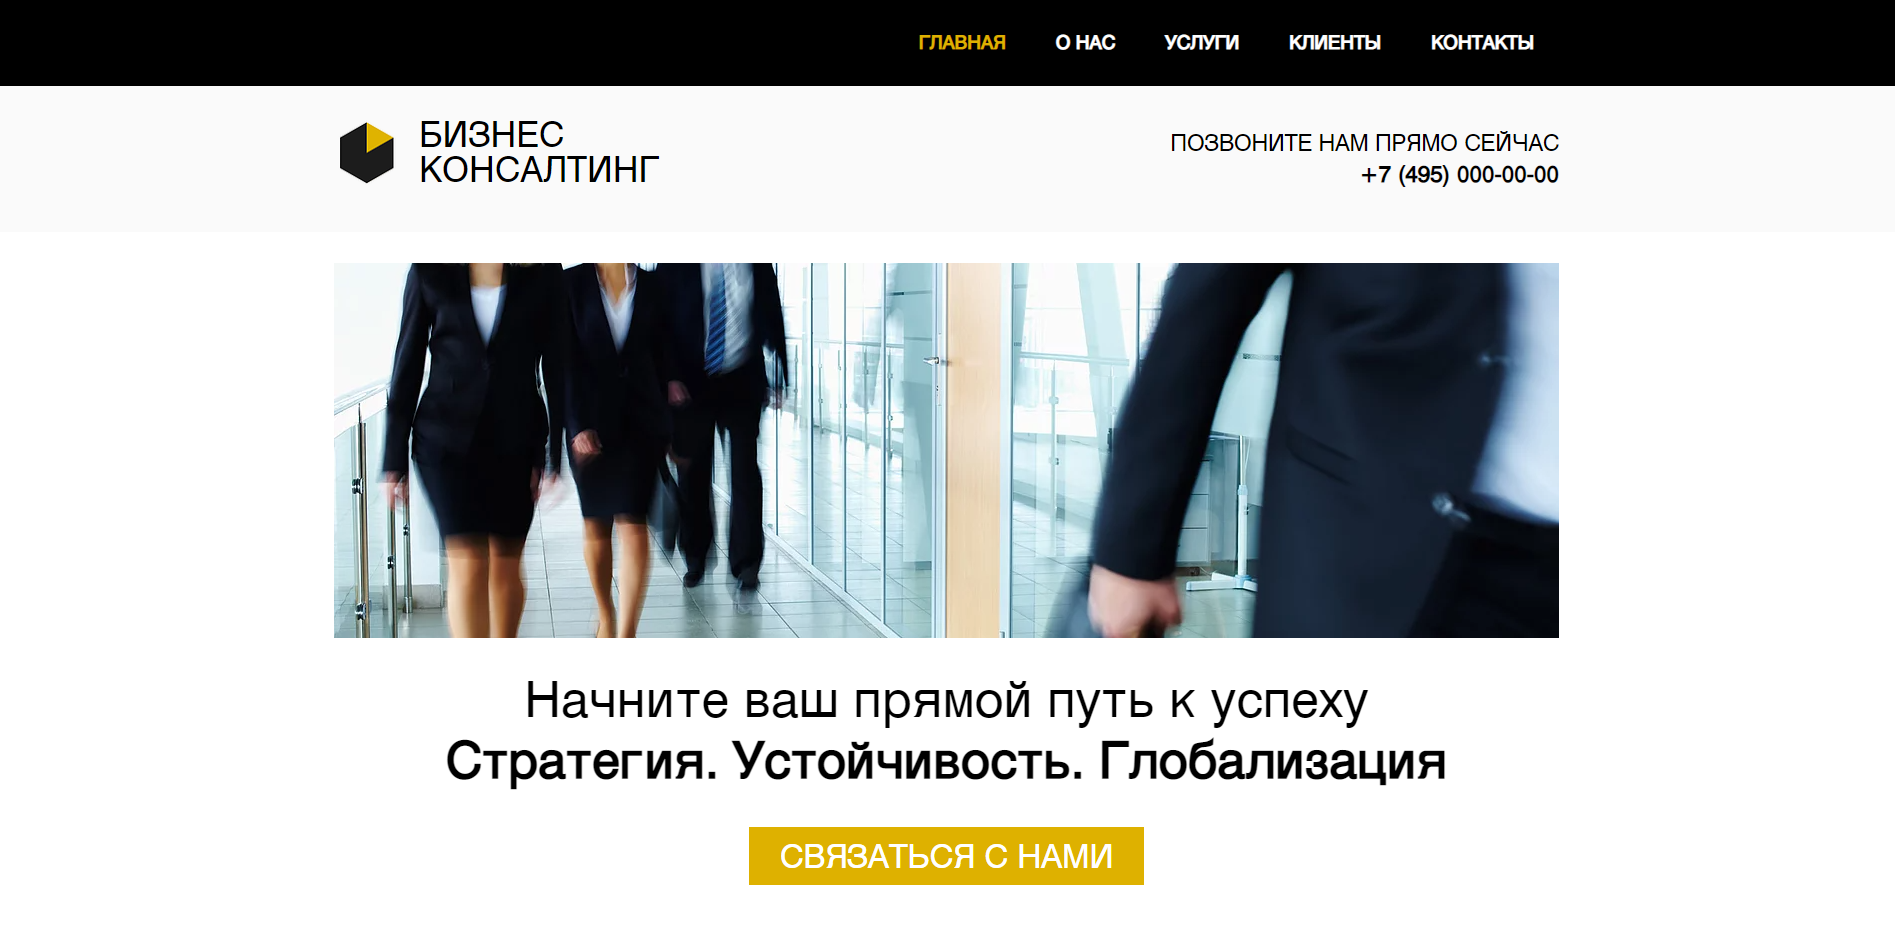 ГЛАВНАЯ О НАС УСЛУГИ КЛИЕНТЫ КОНТАКТЫ
БИЗНЕС
КОНСАЛТИНГ
ПОЗВОНИТЕ НАМ ПРЯМО СЕЙЧАС
+7 (495) 000-00-00
Начните ваш прямой путь к успеху
Стратегия. Устойчивость. Глобализация
СВЯЗАТЬСЯ С НАМИ